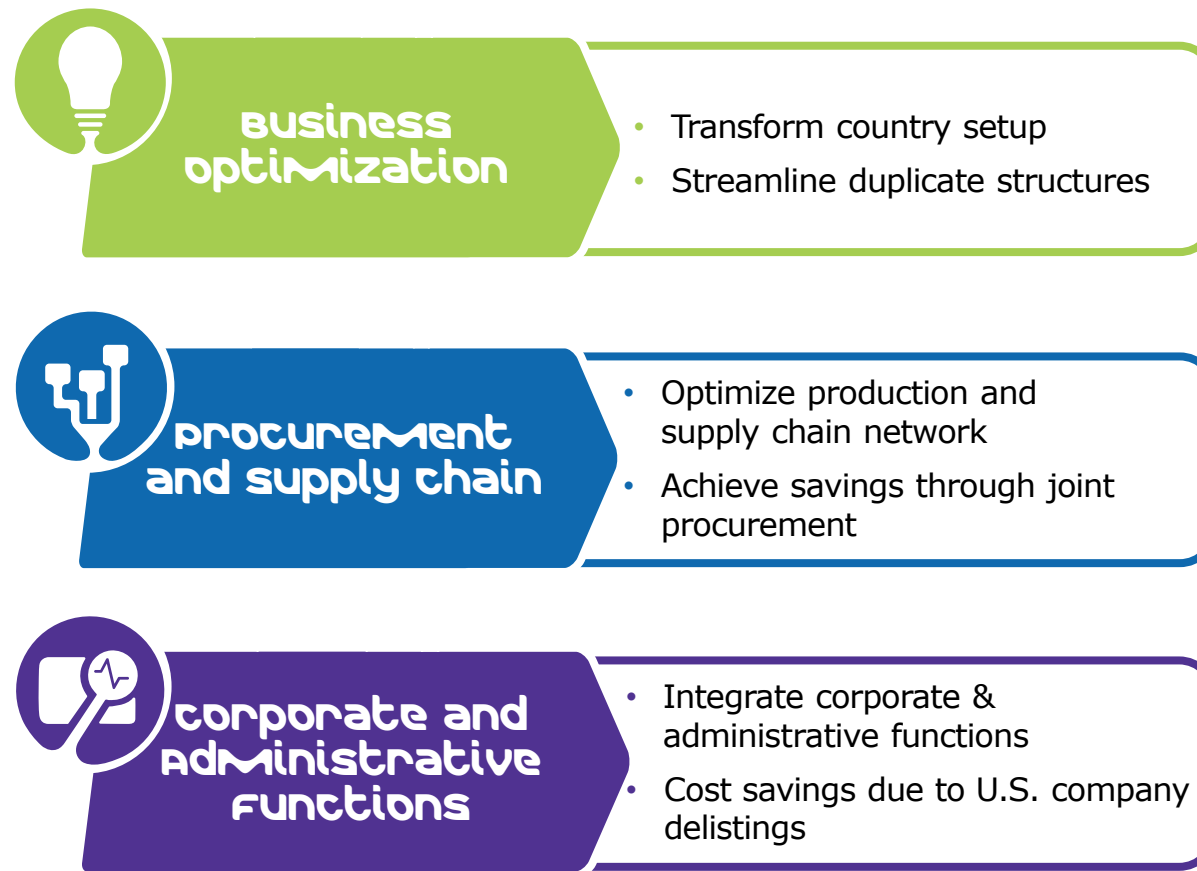 Business
optimization
• Transform country setup
• Streamline duplicate structures
Procurement
and supply chain
• Optimize production and
supply chain network
• Achieve savings through joint
procurement
Corporate and
Administrative
Functions
• Integrate corporate &
administrative functions
• Cost savings due to U.S. company
delistings